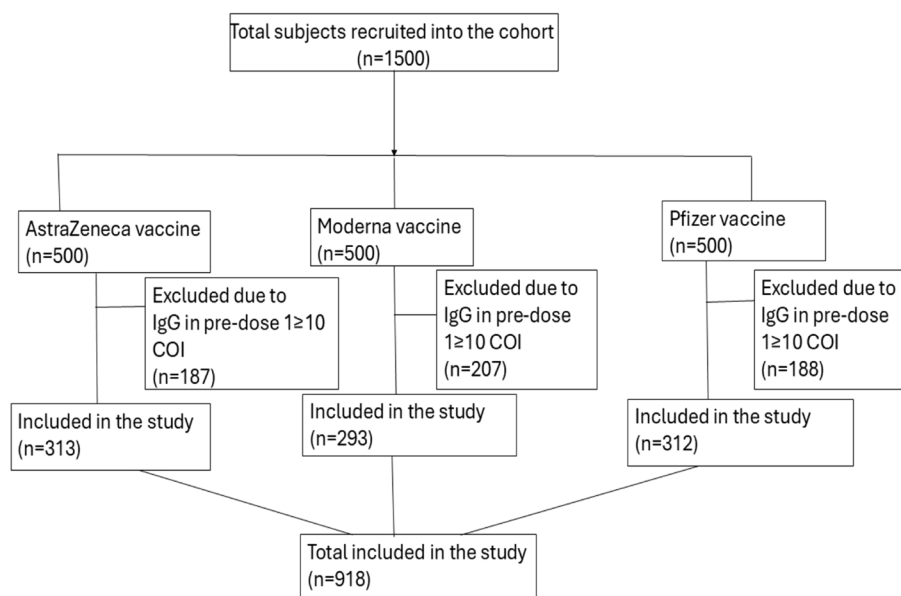 Total subjects recruited into the cohort
(n=1500)
AstraZeneca vaccine
(n=500)
Moderna vaccine
(n=500)
Pfizer vaccine
(n=500)
Excluded due to
IgG in pre-dose 1≥10
COI
(n=187)
Excluded due to
IgG in pre-dose
1≥10 COI
(n=207)
Excluded due to
IgG in pre-dose
1≥10 COI
(n=188)
Included in the study
(n=313)
Included in the study
(n=293)
Included in the study
(n=312)
Total included in the study
(n=918)